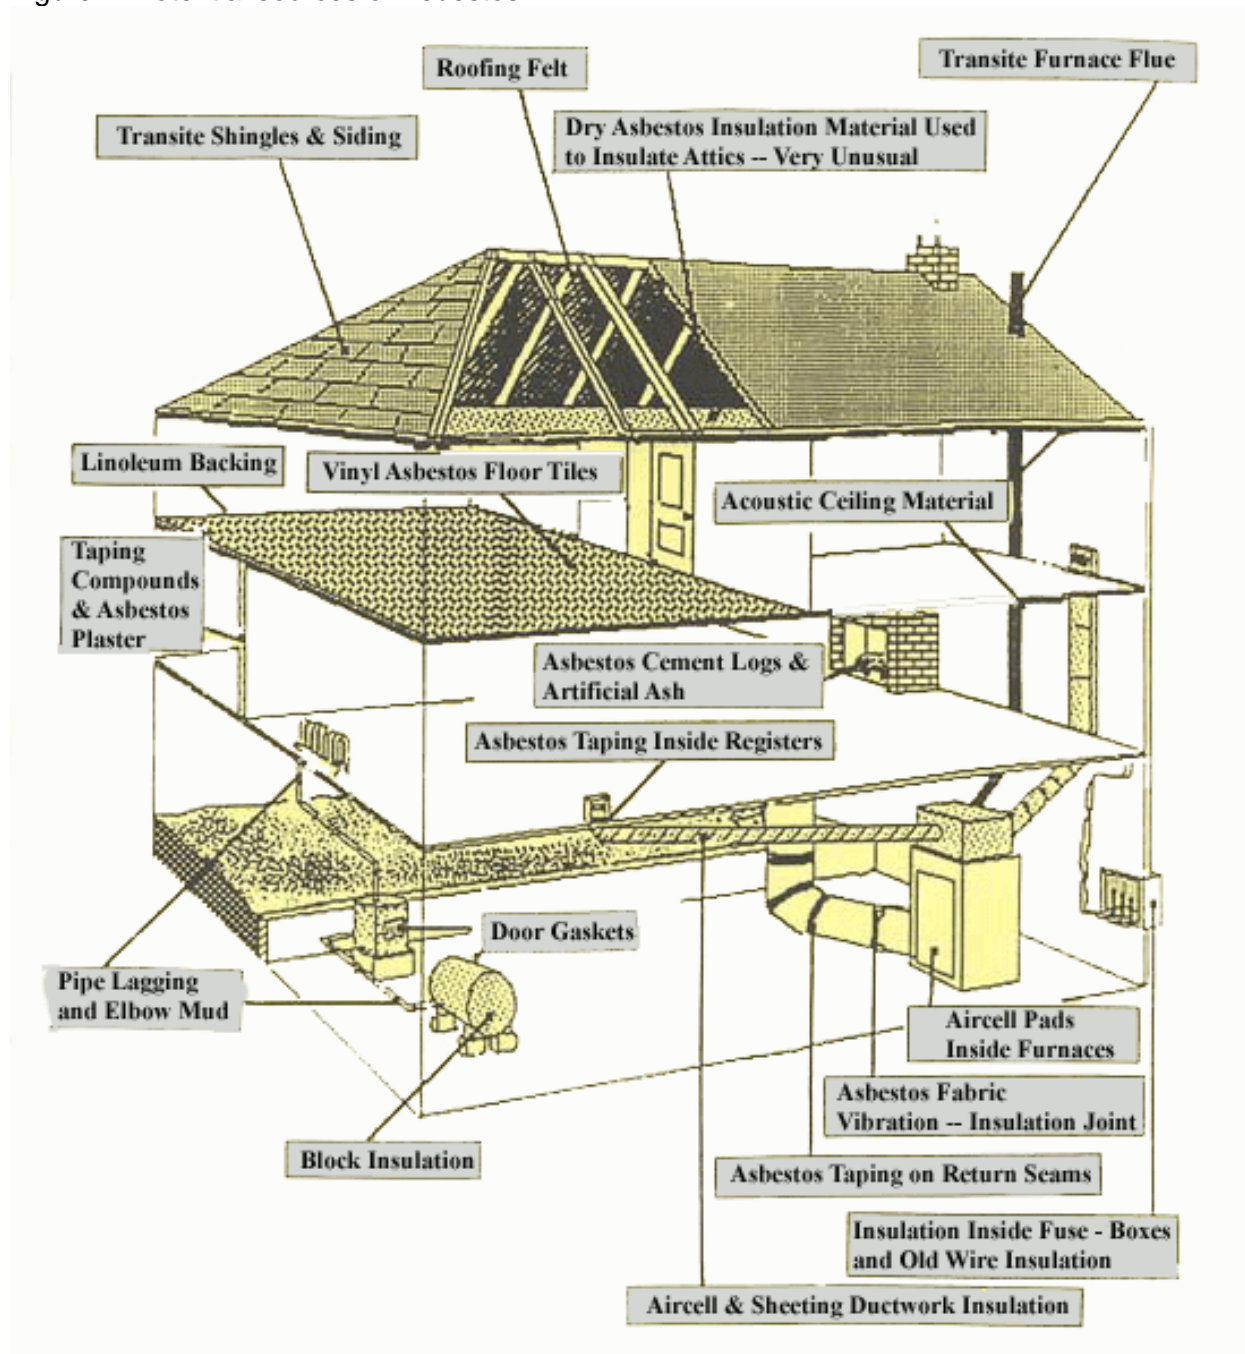 Roofing Felt
Transite Furnace Flue
Transite Shingles & Siding
Dry Asbestos Insulation Material Used
to Insulate Attics -- Very Unusual
Linoleum Backing
Vinyl Asbestos Floor Tiles
Acoustic Ceiling Material
Taping
Compounds
& Asbestos
Plaster
Asbestos Cement Logs &
Artificial Ash
Asbestos Taping Inside Registers
Door Gaskets
Pipe Lagging
and Elbow Mud
Aircell Pads
Inside Furnaces
Asbestos Fabric
Vibration -- Insulation Joint
Block Insulation
Asbestos Taping on Return Seams
Insulation Inside Fuse - Boxes
and Old Wire Insulation
Aircell & Sheeting Ductwork Insulation